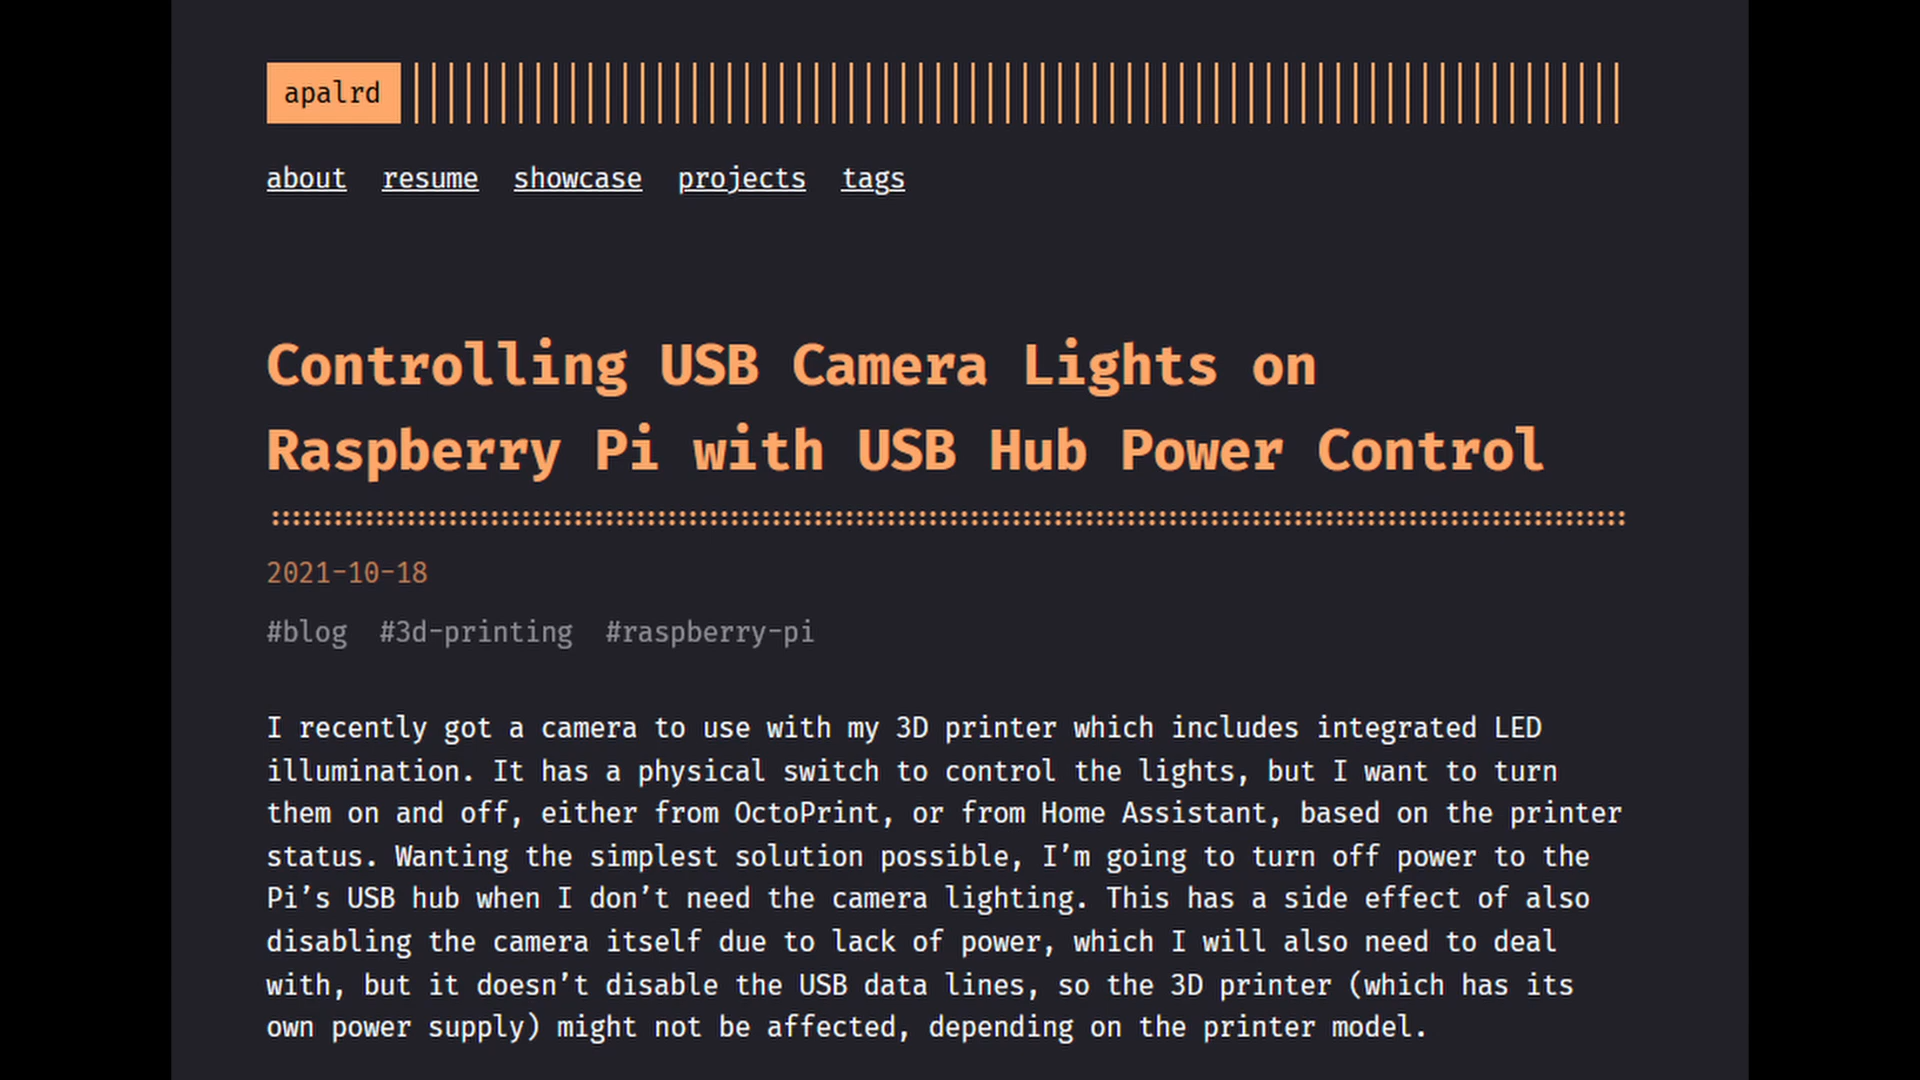 apalrd
about resume showcase projects tags
Controlling USB Camera Lights on
Raspberry Pi with USB Hub Power Control
2021-10-18
#blog #3d-printing #raspberry-pi
I recently got a camera to use with my 3D printer which includes integrated LED
illumination. It has a physical switch to control the lights, but I want to turn
them on and off, either from OctoPrint, or from Home Assistant, based on the printer
status. Wanting the simplest solution possible, I’m going to turn off power to the
Pi’s USB hub when I don’t need the camera lighting. This has a side effect of also
disabling the camera itself due to lack of power, which I will also need to deal
with, but it doesn’t disable the USB data lines, so the 3D printer (which has its
own power supply) might not be affected, depending on the printer model.